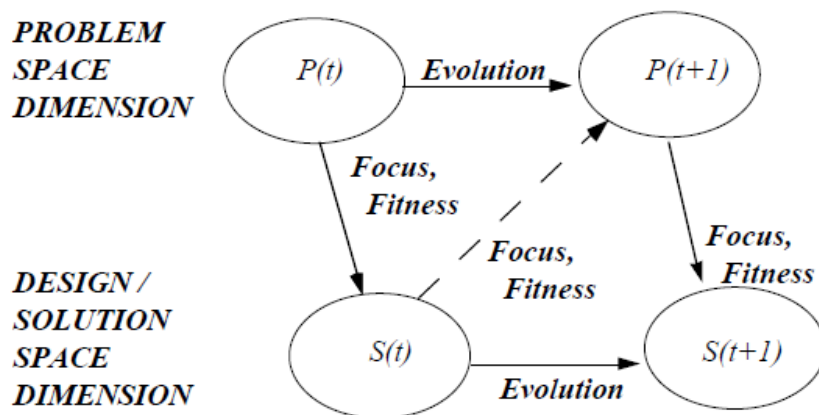 PROBLEM
SPACE
DIMENSION
P(t)
Evolution
P(t+1)
Focus,
Fitness
Focus,
Fitness
Focus,
Fitness
DESIGN /
SOLUTION
SPACE
DIMENSION
S(t)
Evolution
S(t+1)